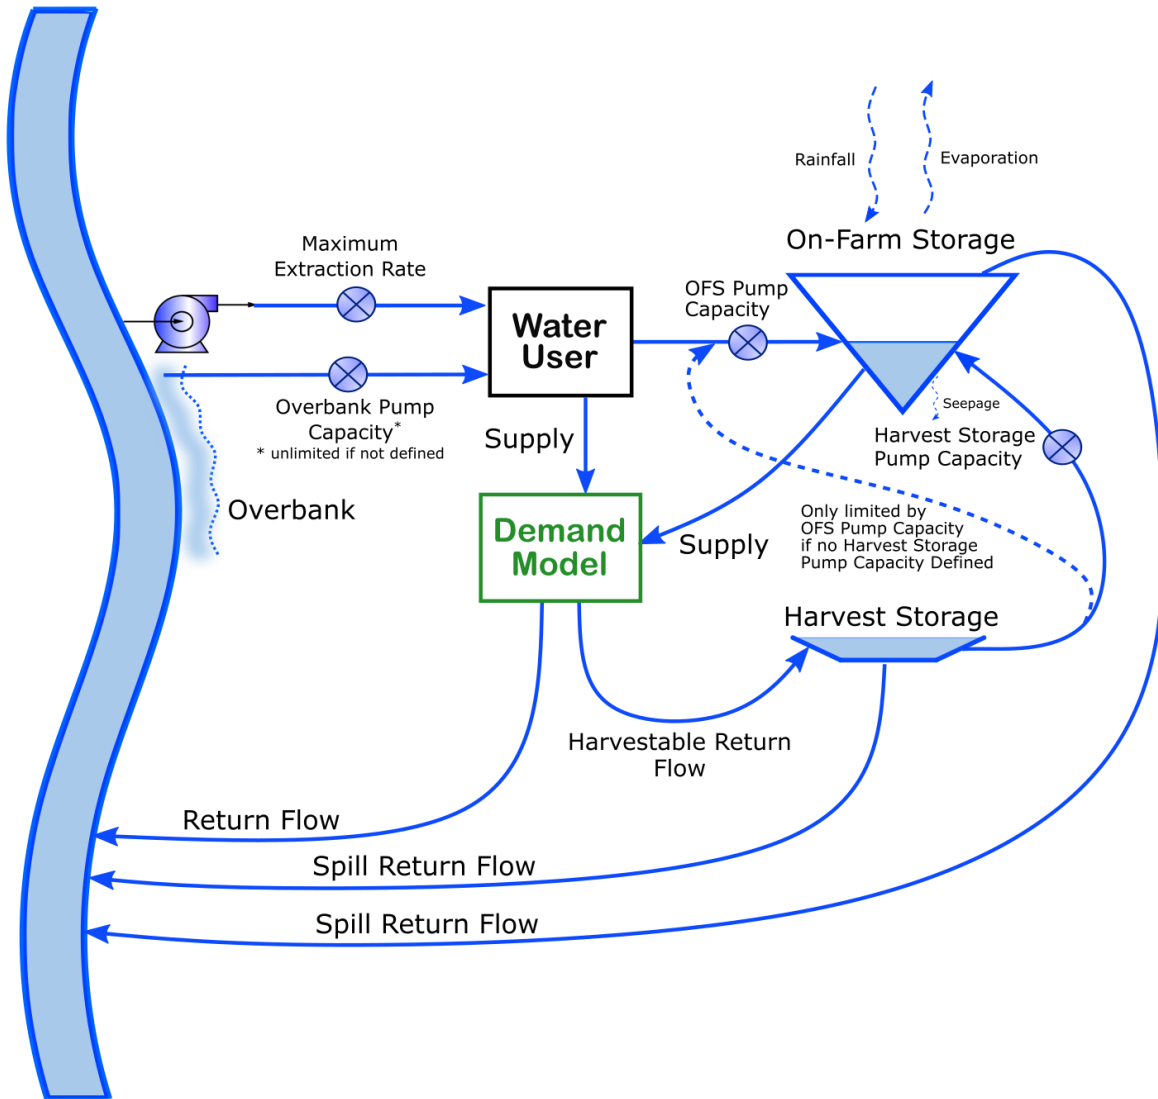 Rainfall
Evaporation
On-Farm Storage
Maximum
Extraction Rate
OFS Pump
Capacity
Water
User
Overbank Pump
Capacity*
* unlimited if not defined
Seepage
Harvest Storage
Pump Capacity
Supply
Overbank
Demand
Model
Supply
Only limited by
OFS Pump Capacity
if no Harvest Storage
Pump Capacity Defined
Harvest Storage
Harvestable Return
Flow
Return Flow
Spill Return Flow
Spill Return Flow